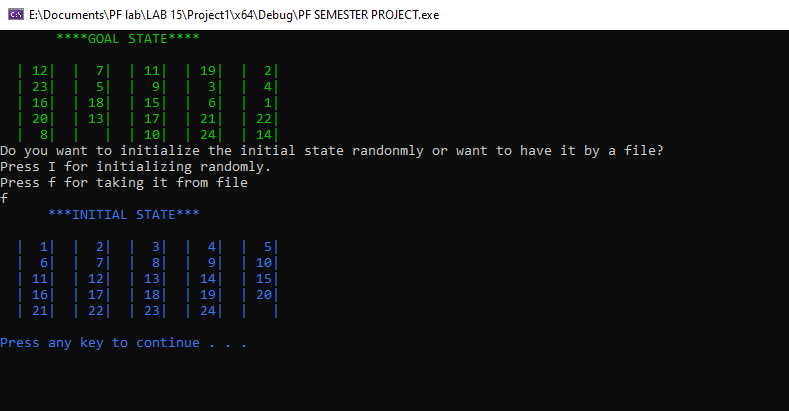 E:\Documents\PF lab\LAB 15\Project1\x64\Debug\PF SEMESTER PROJECT.exe
****GOAL STATE****
| 12| | 7| | 11| | 19| | 2|
| 23| | 5| | 9| | 3| | 4|
| 16| | 18| | 15| | 6| | 1|
| 20| | 13| | 17| | 21| | 22|
| 8| | | | 10| | 24| | 14|
Do you want to initialize the initial state randonmly or want to have it by a file?
Press I for initializing randomly.
Press f for taking it from file
f
***INITIAL STATE***
| 1| | 2| | 3| | 4| | 5|
| 6| | 7| | 8| | 9| | 10|
| 11| | 12| | 13| | 14| | 15|
| 16| | 17| | 18| | 19| | 20|
| 21| | 22| | 23| | 24| | |
Press any key to continue . . .